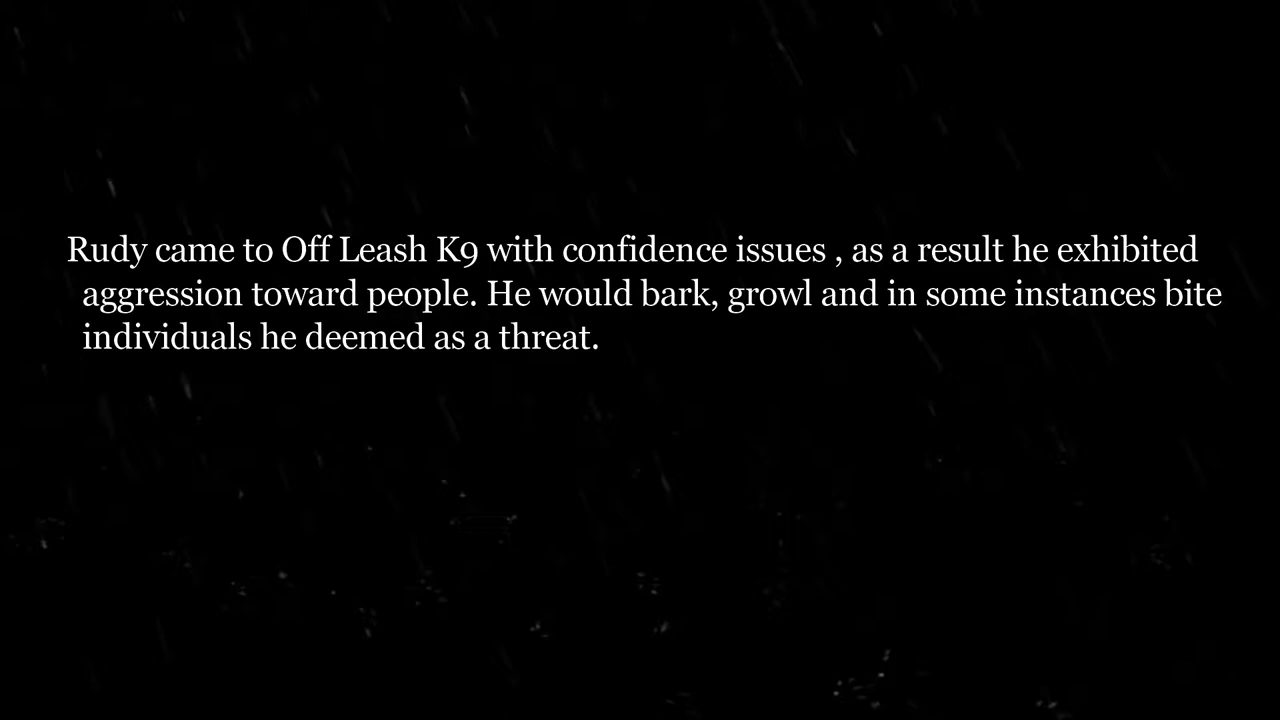 Rudy came to Off Leash K9 with confidence issues , as a result he exhibited
aggression toward people. He would bark, growl and in some instances bite
individuals he deemed as a threat.